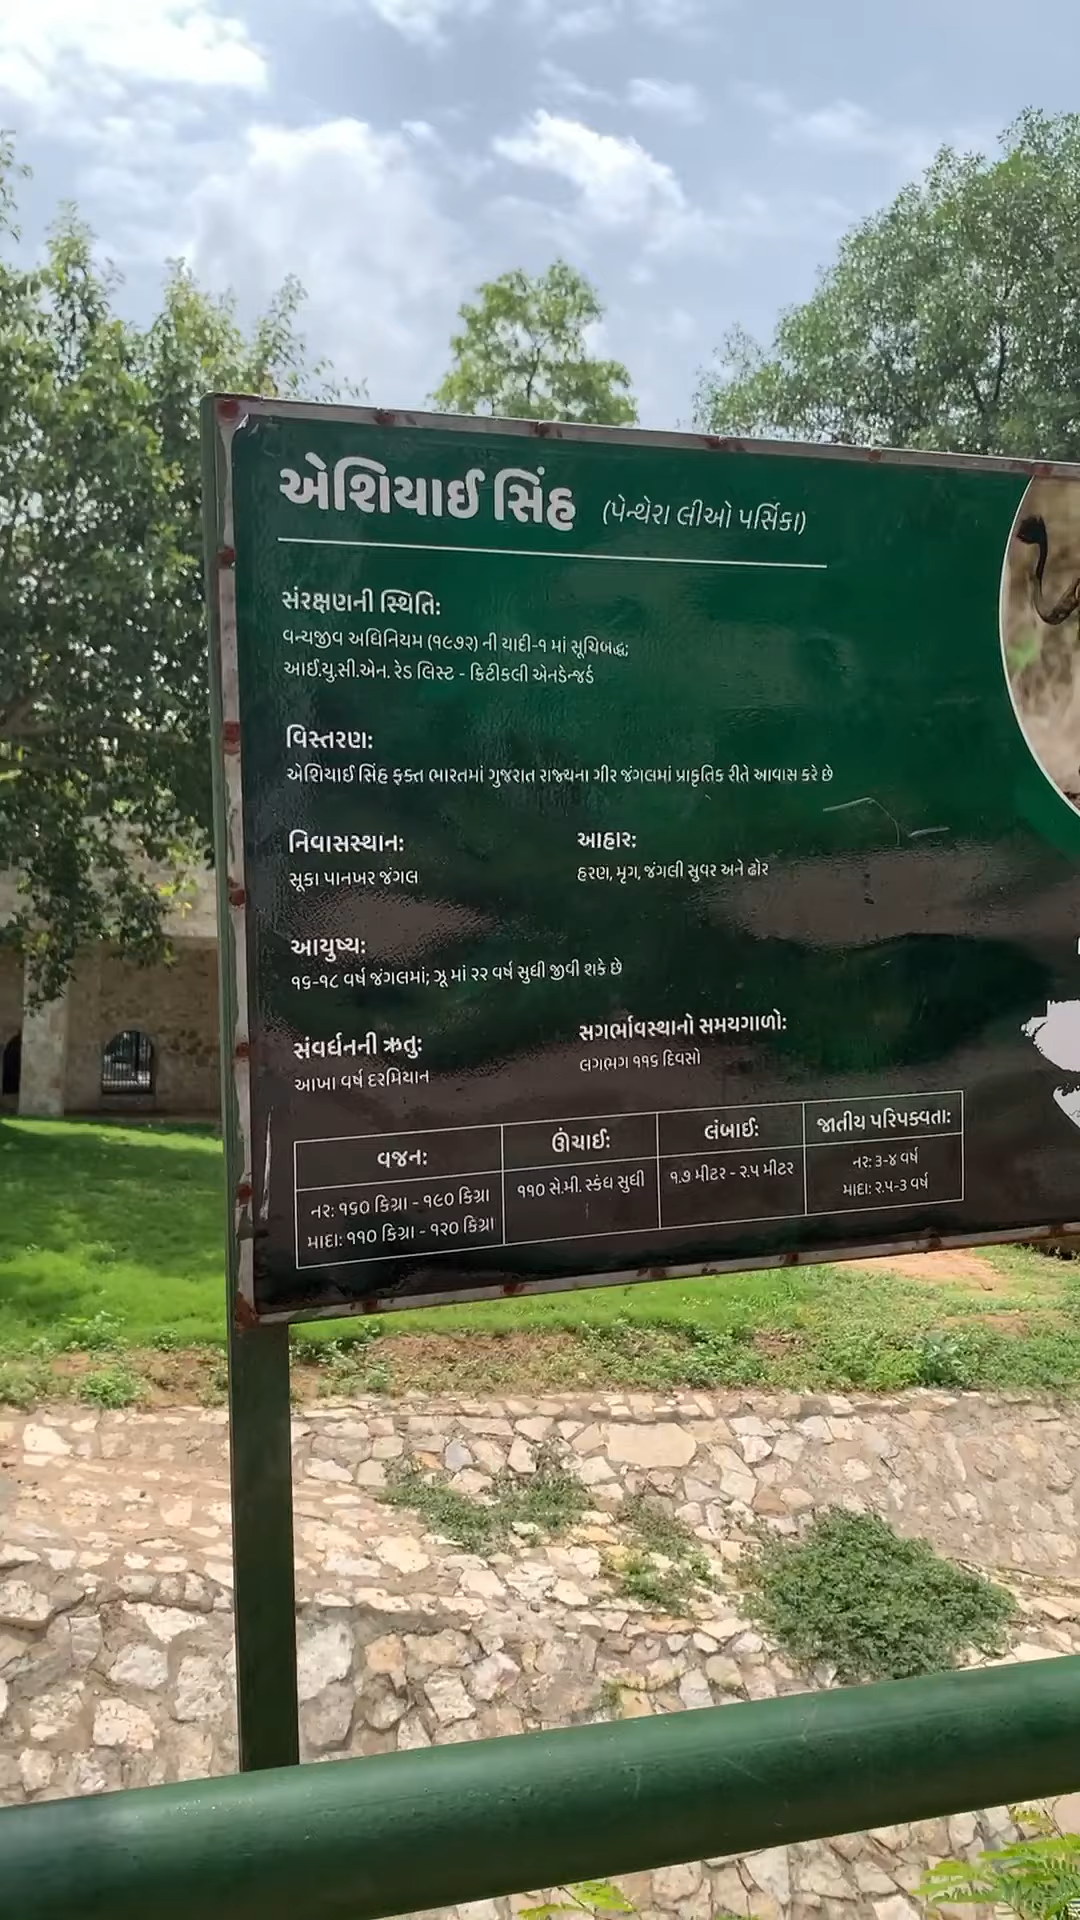 એશિયાઈ સિંહ (પેન્થેરા લીઓ પર્સિકા)
સંરક્ષણની સ્થિતિ:
વન્યજીવ અધિનિયમ (૧૯૭૨) ની યાદી-૧ માં સૂચિબદ્ધ;
આઈ.યુ.સી.એન. રેડ લિસ્ટ - ક્રિટીકલી એનડેન્જર્ડ
વિસ્તરણ:
એશિયાઈ સિંહ ફક્ત ભારતમાં ગુજરાત રાજ્યના ગીર જંગલમાં પ્રાકૃતિક રીતે આવાસ કરે છે
નિવાસસ્થાન:
સૂકા પાનખર જંગલ
આહાર:
હરણ, મૃગ, જંગલી સુવર અને ઢોર
આયુષ્ય:
૧૬-૧૮ વર્ષ જંગલમાં; ઝૂ માં ૨૨ વર્ષ સુધી જીવી શકે છે
સંવર્ધનની ઋતુ:
આખા વર્ષ દરમિયાન
સગર્ભાવસ્થાનો સમયગાળો:
લગભગ ૧૧૬ દિવસો
વજન:
નર: ૧૬૦ કિગ્રા - ૧૯૦ કિગ્રા
માદા: ૧૧૦ કિગ્રા - ૧૨૦ કિગ્રા
ઊંચાઈ:
૧૧૦ સે.મી. સ્કંધ સુધી
લંબાઈ:
૧.૭ મીટર - ૨.૫ મીટર
જાતીય પરિપક્વતા:
નર: ૩-૪ વર્ષ
માદા: ૨.૫-૩ વર્ષ